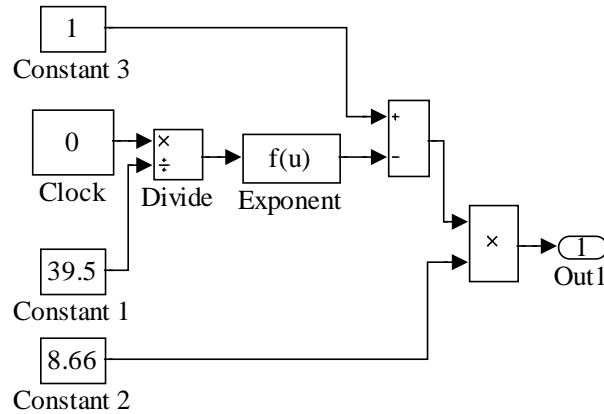 1
Constant 3
+
−
0
Clock
×
÷
Divide
f(u)
Exponent
39.5
Constant 1
×
1
Out1
8.66
Constant 2